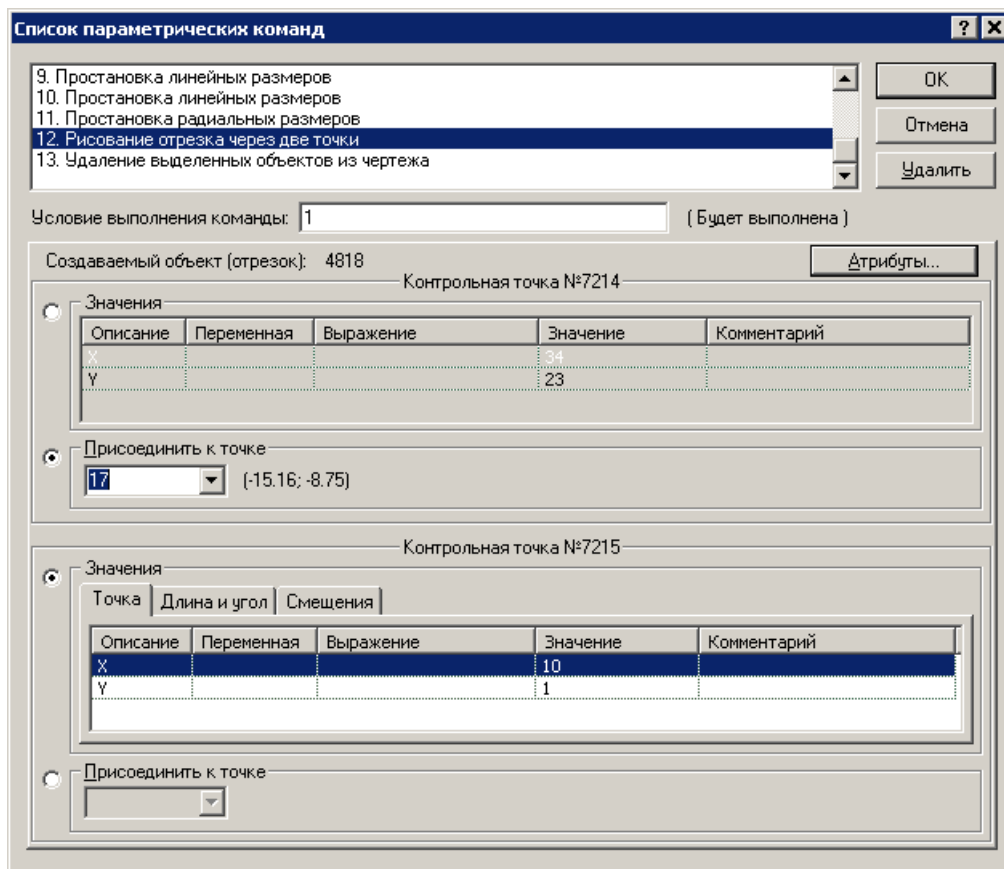 Список параметрических команд
9. Простановка линейных размеров
10. Простановка линейных размеров
11. Простановка радиальных размеров
12. Рисование отрезка через две точки
13. Удаление выделенных объектов из чертежа
OK
Отмена
Удалить
Условие выполнения команды: 1 ( Будет выполнена )
Создаваемый объект (отрезок): 4818 Атрибуты...
Контрольная точка №7214
Значения
Описание Переменная Выражение Значение Комментарий
X 34
Y 23
Присоединить к точке
17 (-15.16; -8.75)
Контрольная точка №7215
Значения
Точка Длина и угол Смещения
Описание Переменная Выражение Значение Комментарий
X 10
Y 1
Присоединить к точке